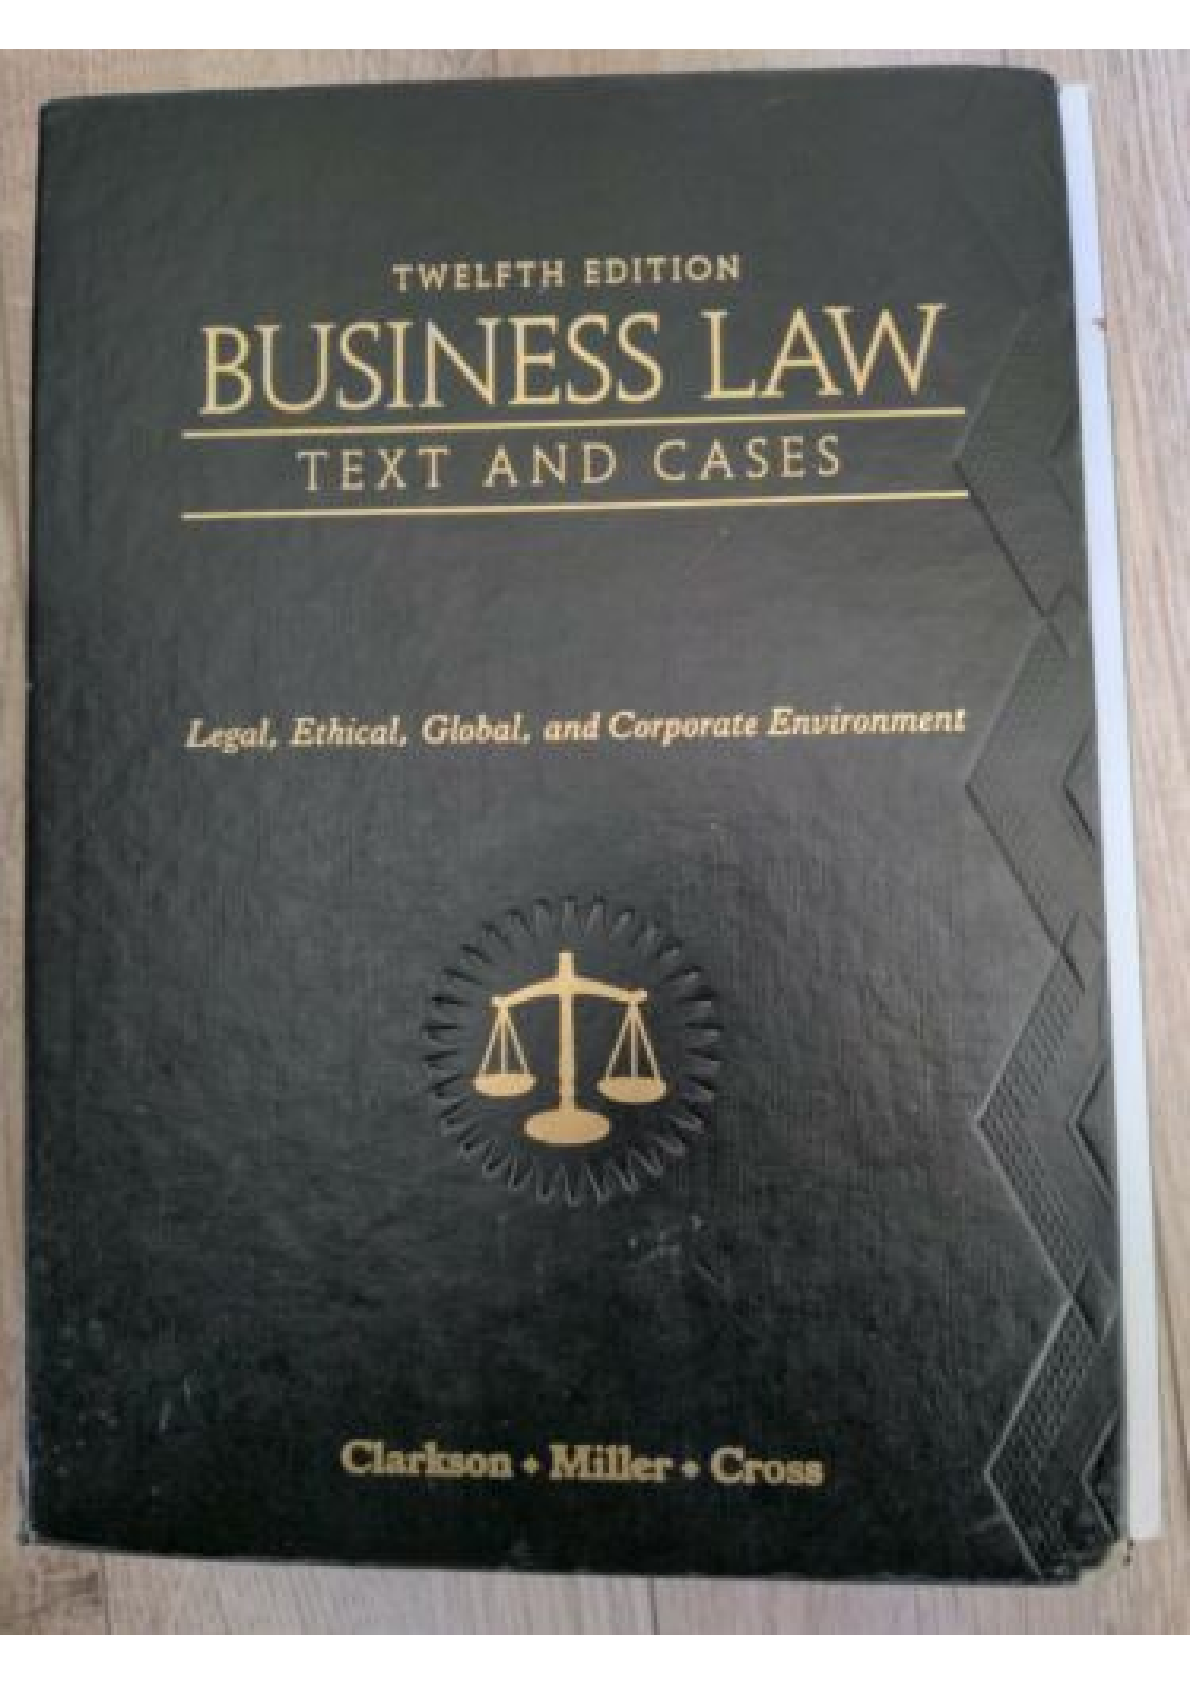 TWELFTH EDITION
BUSINESS LAW
TEXT AND CASES
Legal, Ethical, Global, and Corporate Environment
Clarkson • Miller • Cross